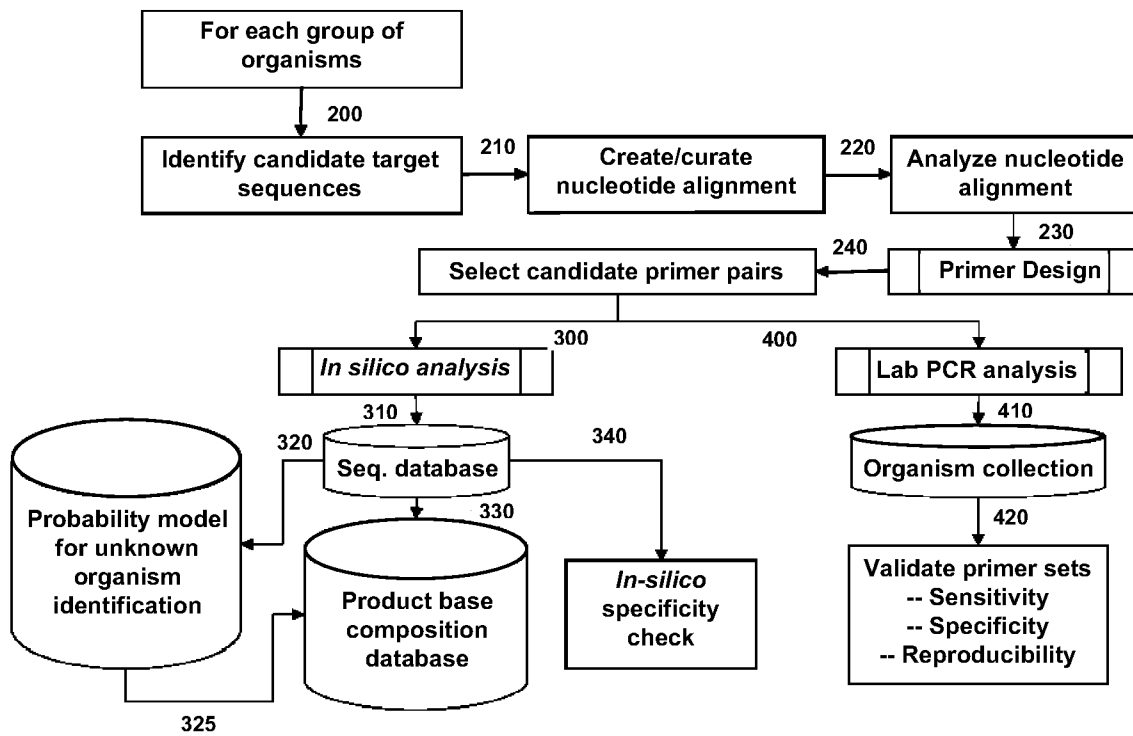 For each group of
organisms
200
Identify candidate target
sequences
210
Create/curate
nucleotide alignment
220
Analyze nucleotide
alignment
230
Primer Design
240
Select candidate primer pairs
300
400
In silico analysis
Lab PCR analysis
310
410
320
340
Seq. database
Organism collection
330
420
Probability model
for unknown
organism
identification
Product base
composition
database
In-silico
specificity
check
Validate primer sets
-- Sensitivity
-- Specificity
-- Reproducibility
325